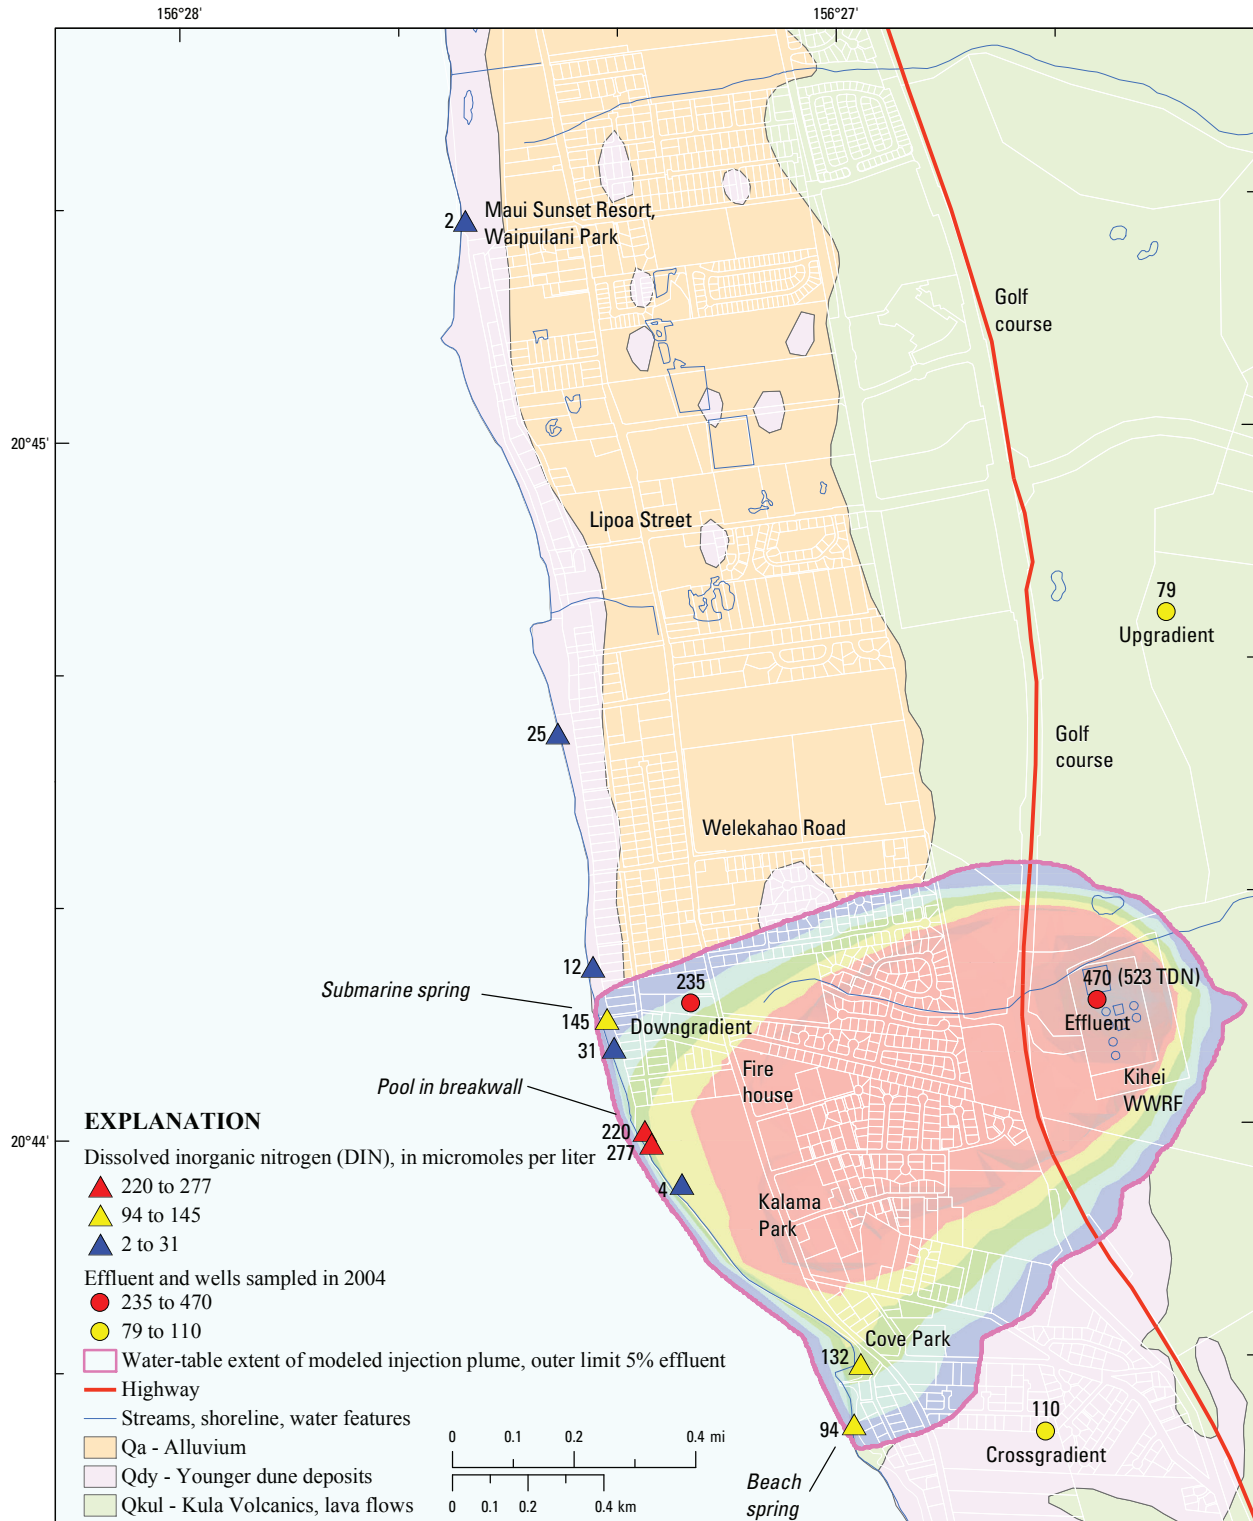 156°28'
156°27'
2
Maui Sunset Resort,
Waipuilani Park
Golf
course
20°45'
Lipoa Street
79
Upgradient
25
Golf
course
Welekahao Road
12
235
470 (523 TDN)
Submarine spring
145
Downgradient
Effluent
31
Fire
house
Kihei
WWRF
Pool in breakwall
20°44'
220
277
4
Kalama
Park
Cove Park
132
94
110
Crossgradient
Beach
spring
EXPLANATION
Dissolved inorganic nitrogen (DIN), in micromoles per liter
220 to 277
94 to 145
2 to 31
Effluent and wells sampled in 2004
235 to 470
79 to 110
Water-table extent of modeled injection plume, outer limit 5% effluent
Highway
Streams, shoreline, water features
Qa - Alluvium
Qdy - Younger dune deposits
Qkul - Kula Volcanics, lava flows
0 0.1 0.2 0.4 mi
0 0.1 0.2 0.4 km